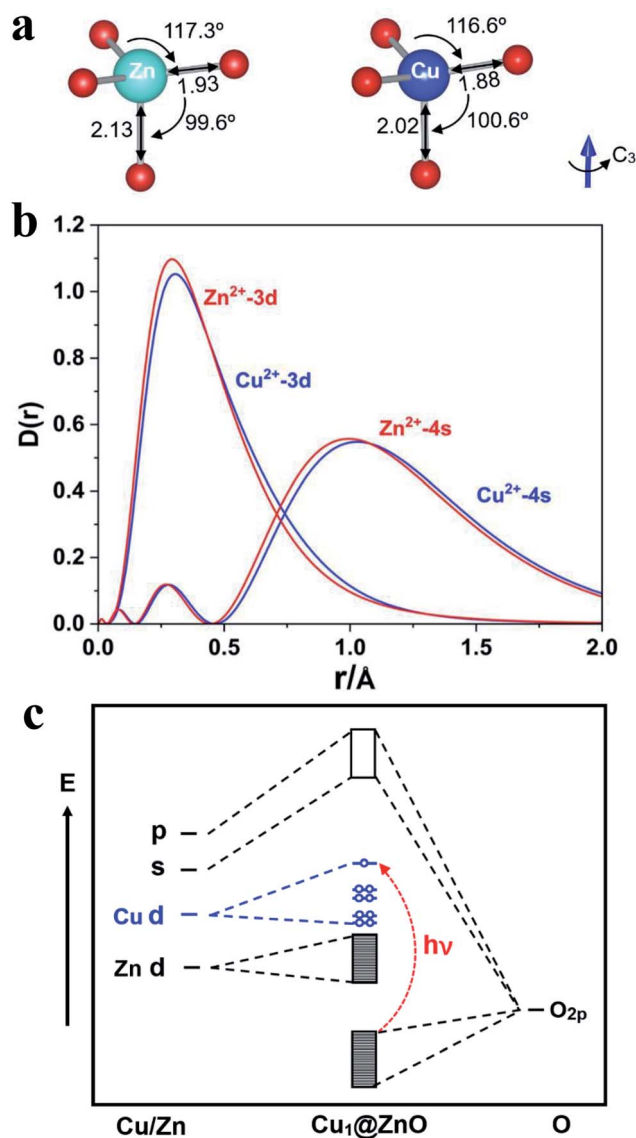 a
117.3º
Zn
1.93
2.13
99.6º
116.6º
Cu
1.88
2.02
100.6º
C₃
b
1.2
1.0
0.8
0.6
0.4
0.2
0.0
D(r)
Zn²⁺-3d
Cu²⁺-3d
Zn²⁺-4s
Cu²⁺-4s
0.0 0.5 1.0 1.5 2.0
r/Å
c
E
p
s
Cu d
Zn d
hν
O₂ₚ
Cu/Zn Cu₁@ZnO O